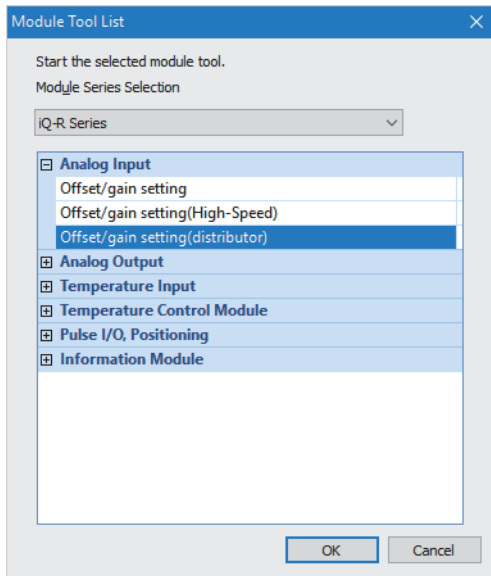 Module Tool List
Start the selected module tool.
Module Series Selection
iQ-R Series
Analog Input
Offset/gain setting
Offset/gain setting(High-Speed)
Offset/gain setting(distributor)
Analog Output
Temperature Input
Temperature Control Module
Pulse I/O, Positioning
Information Module
OK Cancel